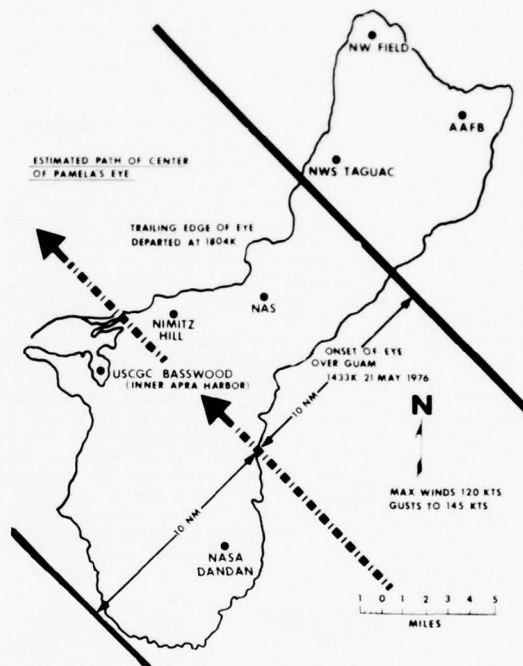 NW FIELD
AAFB
ESTIMATED PATH OF CENTER
OF PAMELA'S EYE
NWS TAGUAC
TRAILING EDGE OF EYE
DEPARTED AT 1804K
NAS
NIMITZ
HILL
ONSET OF EYE
OVER GUAM
1433K 21 MAY 1976
USCGC BASSWOOD
(INNER APRA HARBOR)
10 NM
N
MAX WINDS 120 KTS
GUSTS TO 145 KTS
10 NM
NASA
DANDAN
1 0 1 2 3 4 5
MILES